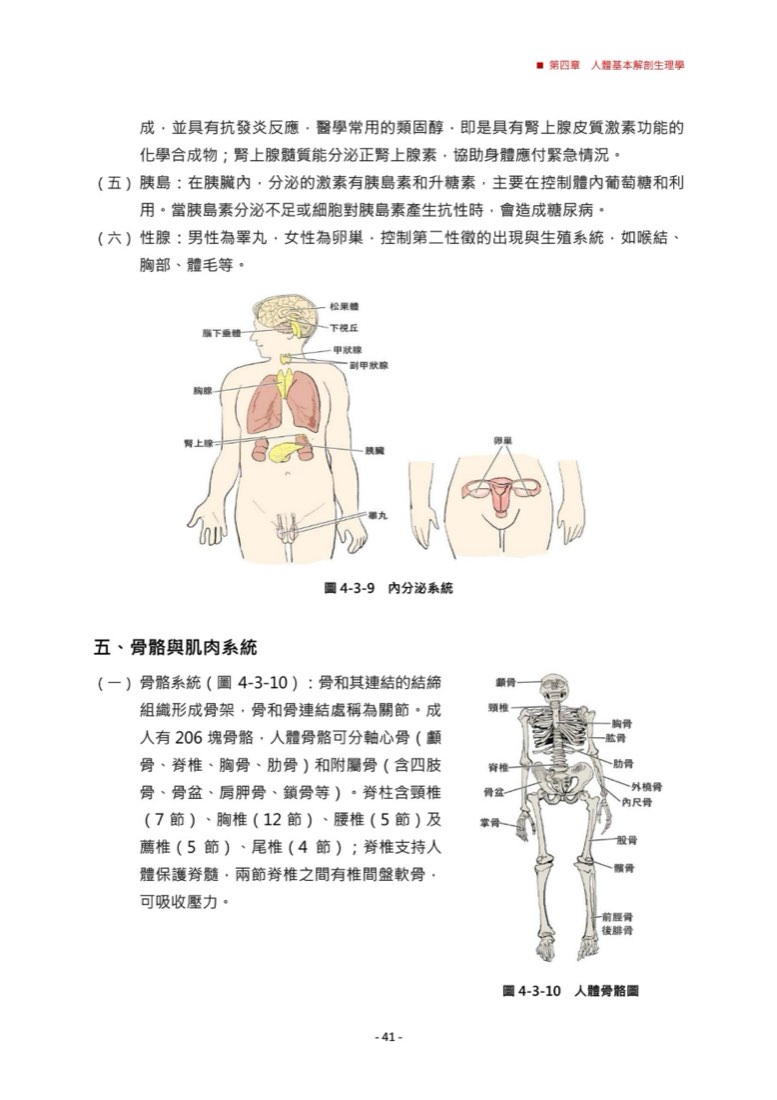 ■ 第四章 人體基本解剖生理學
成，並具有抗發炎反應，醫學常用的類固醇，即是具有腎上腺皮質激素功能的
化學合成物；腎上腺髓質能分泌正腎上腺素，協助身體應付緊急情況。
（五）胰島：在胰臟內，分泌的激素有胰島素和升糖素，主要在控制體內葡萄糖和利
用。當胰島素分泌不足或細胞對胰島素產生抗性時，會造成糖尿病。
（六）性腺：男性為睪丸，女性為卵巢，控制第二性徵的出現與生殖系統，如喉結、
胸部、體毛等。
松果體
腦下垂體
下視丘
甲狀腺
副甲狀腺
胸腺
腎上腺
胰臟
睪丸
卵巢
圖 4-3-9 內分泌系統
五、骨骼與肌肉系統
（一）骨骼系統（圖 4-3-10）：骨和其連結的結締
組織形成骨架，骨和骨連結處稱為關節。成
人有 206 塊骨骼，人體骨骼可分軸心骨（顱
骨、脊椎、胸骨、肋骨）和附屬骨（含四肢
骨、骨盆、肩胛骨、鎖骨等）。脊柱含頸椎
（7 節）、胸椎（12 節）、腰椎（5 節）及
薦椎（5 節）、尾椎（4 節）；脊椎支持人
體保護脊髓，兩節脊椎之間有椎間盤軟骨，
可吸收壓力。
顱骨
頸椎
胸骨
肱骨
肋骨
脊椎
骨盆
外橈骨
內尺骨
掌骨
股骨
髕骨
前脛骨
後腓骨
圖 4-3-10 人體骨骼圖
- 41 -